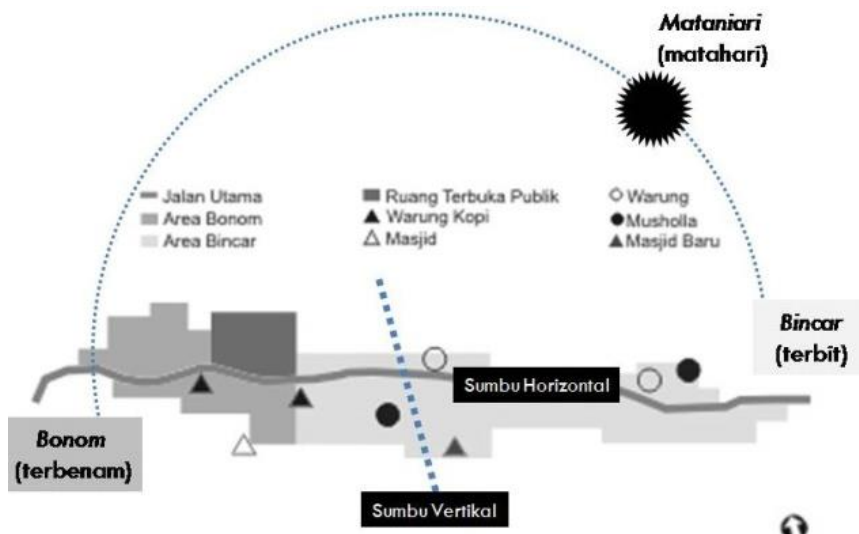 Mataniari
(matahari)
Jalan Utama
Area Bonom
Area Bincar
Ruang Terbuka Publik
Warung Kopi
Masjid
Warung
Musholla
Masjid Baru
Bincar
(terbit)
Sumbu Horizontal
Bonom
(terbenam)
Sumbu Vertikal